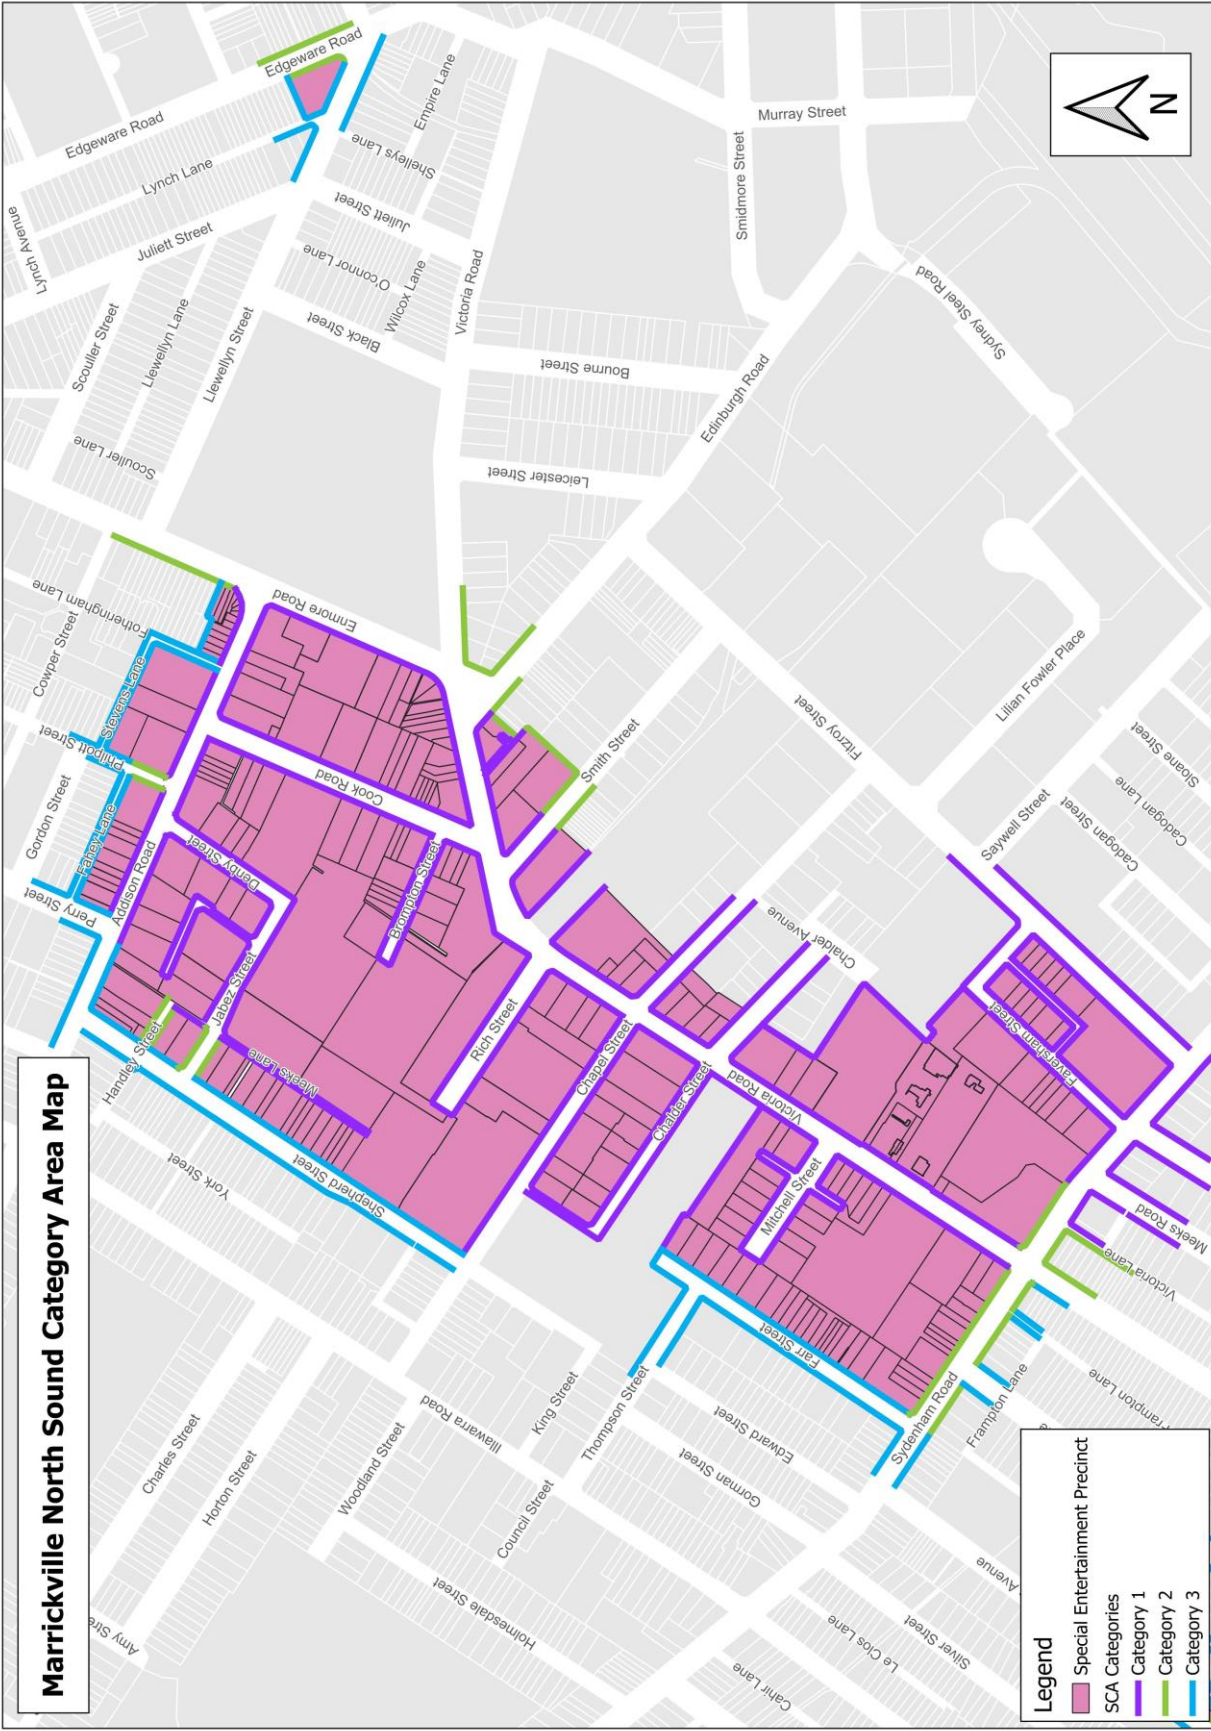 Marrickville North Sound Category Area Map
N
Legend
Special Entertainment Precinct
SCA Categories
Category 1
Category 2
Category 3
Amy Stre
Charles Street
Horton Street
Woodland Street
Holmesdale Street
Council Street
King Street
Thompson Street
Illawarra Road
York Street
Shepherd Street
Handley Street
Meeks Lane
Jabez Street
Denby Street
Perry Street
Gordon Street
Fahey Lane
Philpott Street
Stevens Lane
Cowper Street
Fotheringham Lane
Addison Road
Cook Road
Brompton Street
Rich Street
Chapel Street
Chalder Street
Victoria Road
Mitchell Street
Farr Street
Sydenham Road
Frampton Lane
Frampton Lane
Victoria Lane
Meeks Road
Faversham Street
Chalder Avenue
Smith Street
Enmore Road
Fitzroy Street
Saywell Street
Cadogan Street
Cadogan Lane
Sloane Street
Lilian Fowler Place
Sydney Steel Road
Edinburgh Road
Leicester Street
Bourne Street
Smidmore Street
Murray Street
Victoria Road
Black Street
Wilcox Lane
O'connor Lane
Juliett Street
Shelleys Lane
Empire Lane
Edgeware Road
Edgeware Road
Lynch Lane
Lynch Avenue
Juliett Street
Scouller Street
Llewellyn Lane
Llewellyn Street
Scouller Lane
Edward Street
Gorman Street
Avenue
Silver Street
Le Clos Lane
Cahir Lane